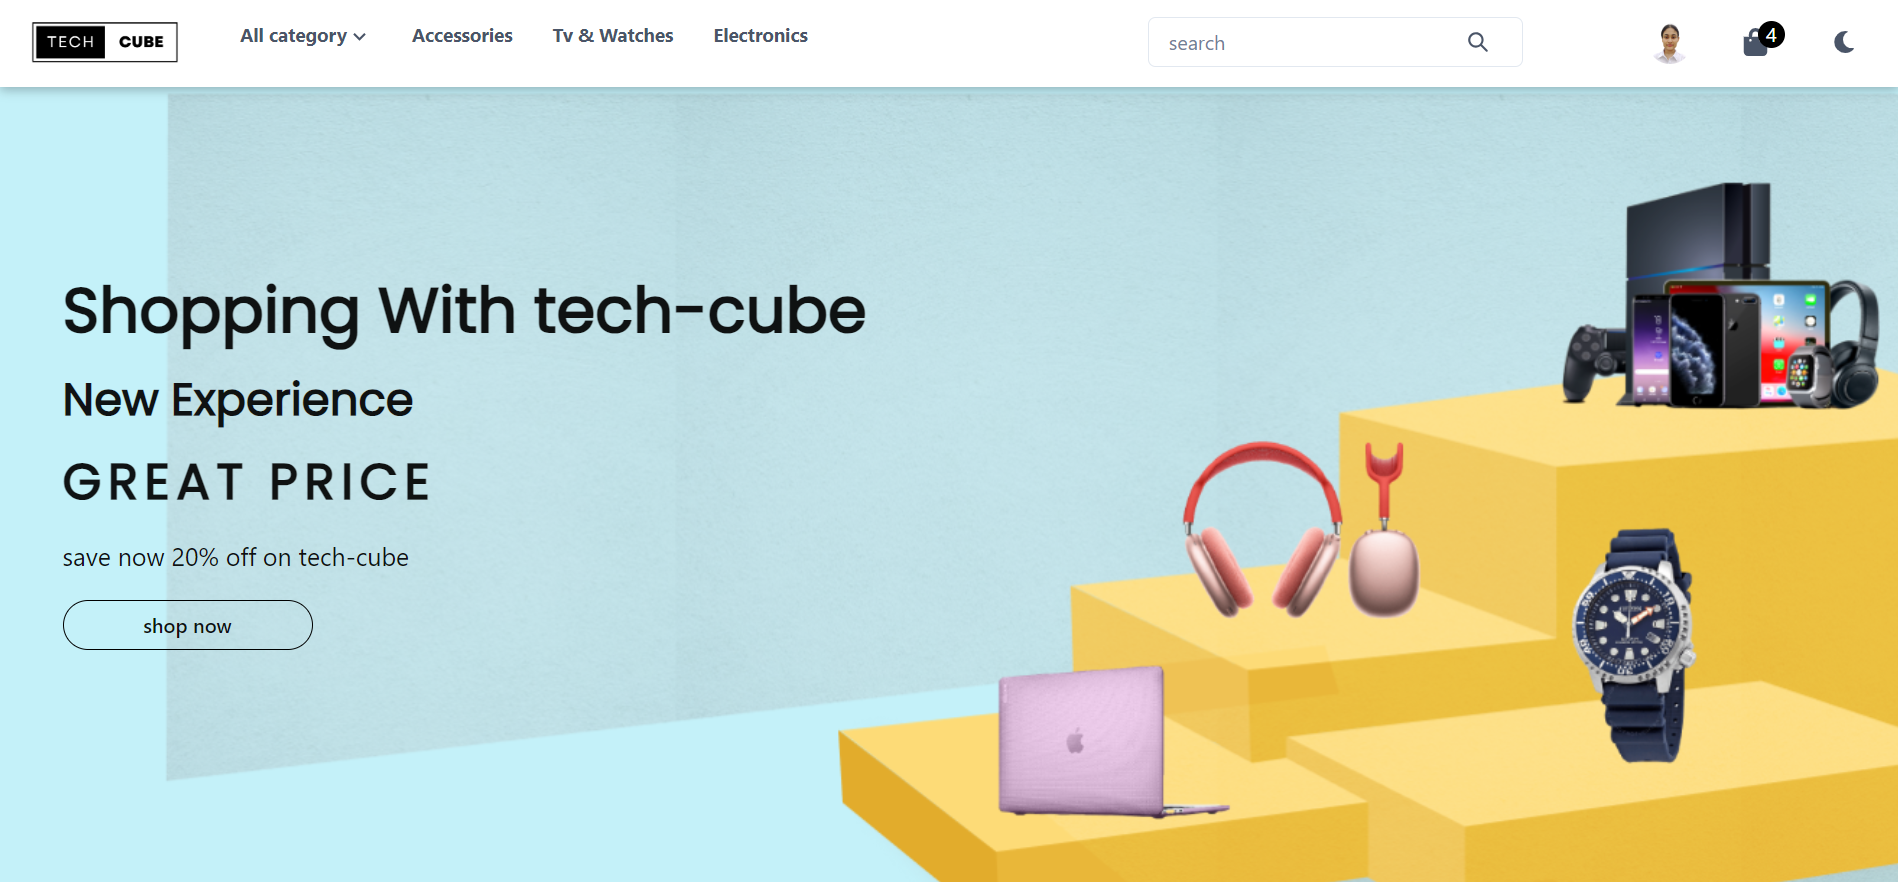 TECH CUBE
All category
Accessories
Tv & Watches
Electronics
search
4
Shopping With tech-cube
New Experience
GREAT PRICE
save now 20% off on tech-cube
shop now